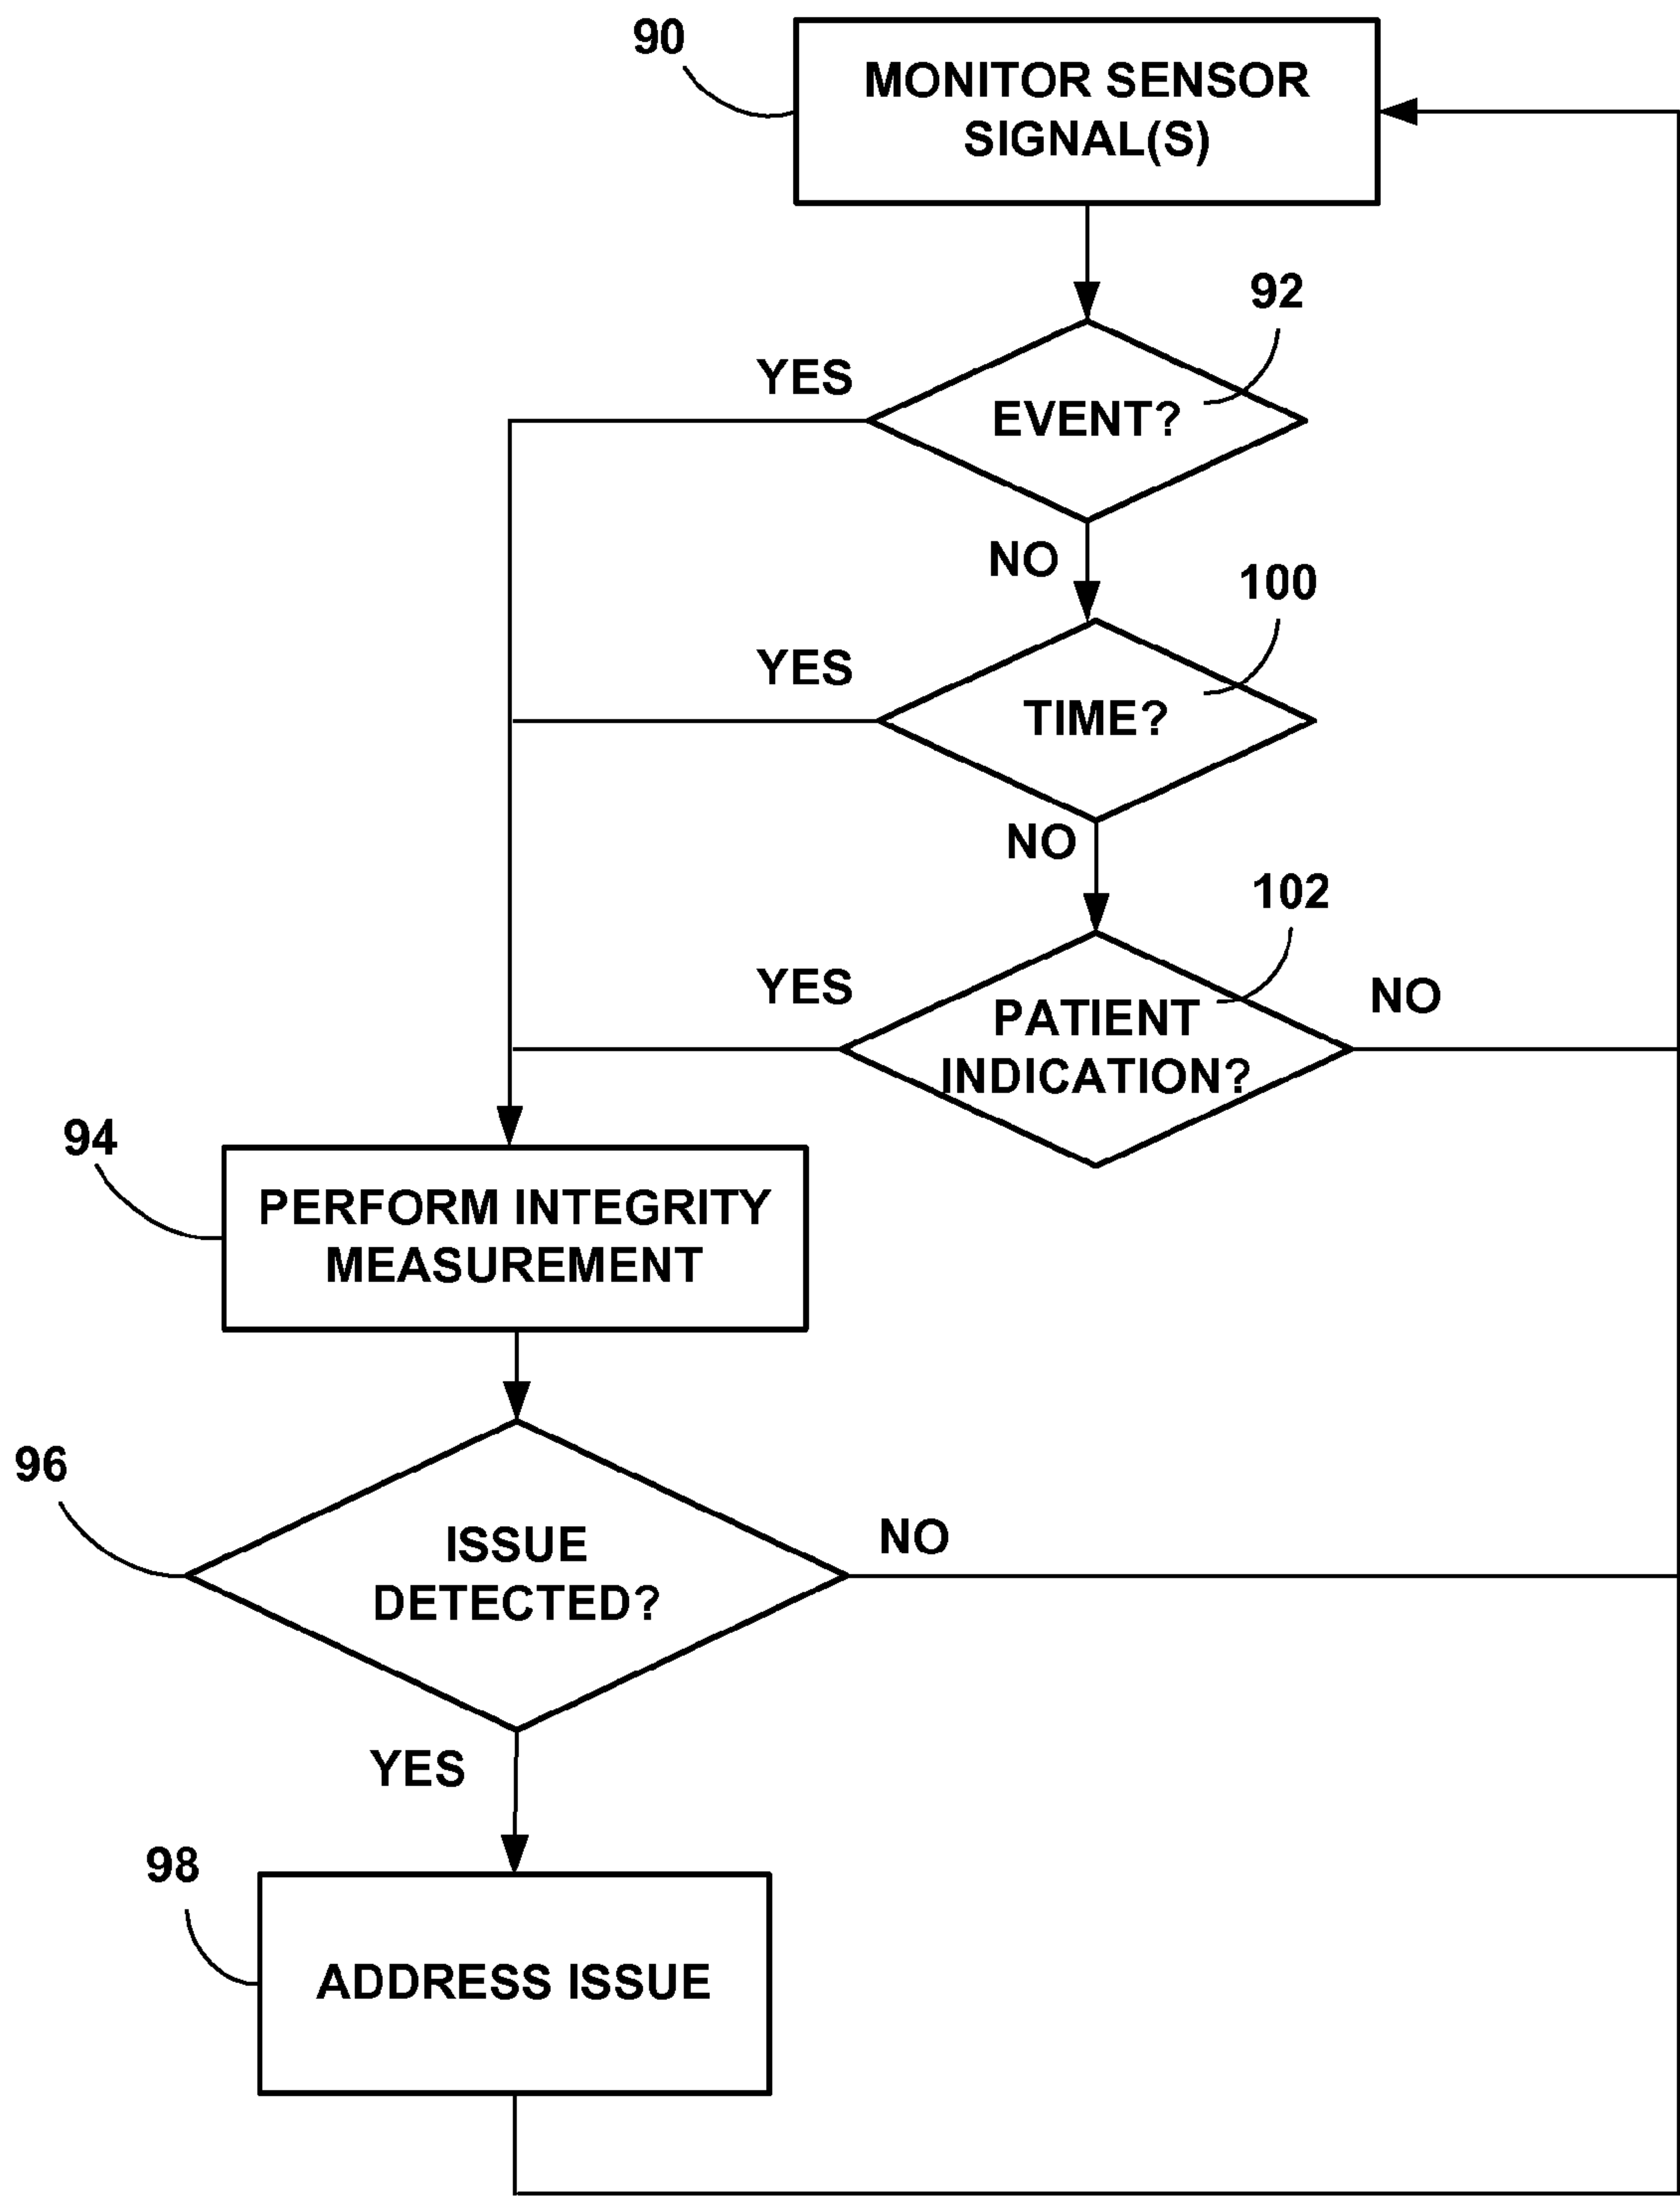 90
MONITOR SENSOR
SIGNAL(S)
92
YES
EVENT?
NO
100
YES
TIME?
NO
102
YES
NO
PATIENT
INDICATION?
94
PERFORM INTEGRITY
MEASUREMENT
96
NO
ISSUE
DETECTED?
YES
98
ADDRESS ISSUE